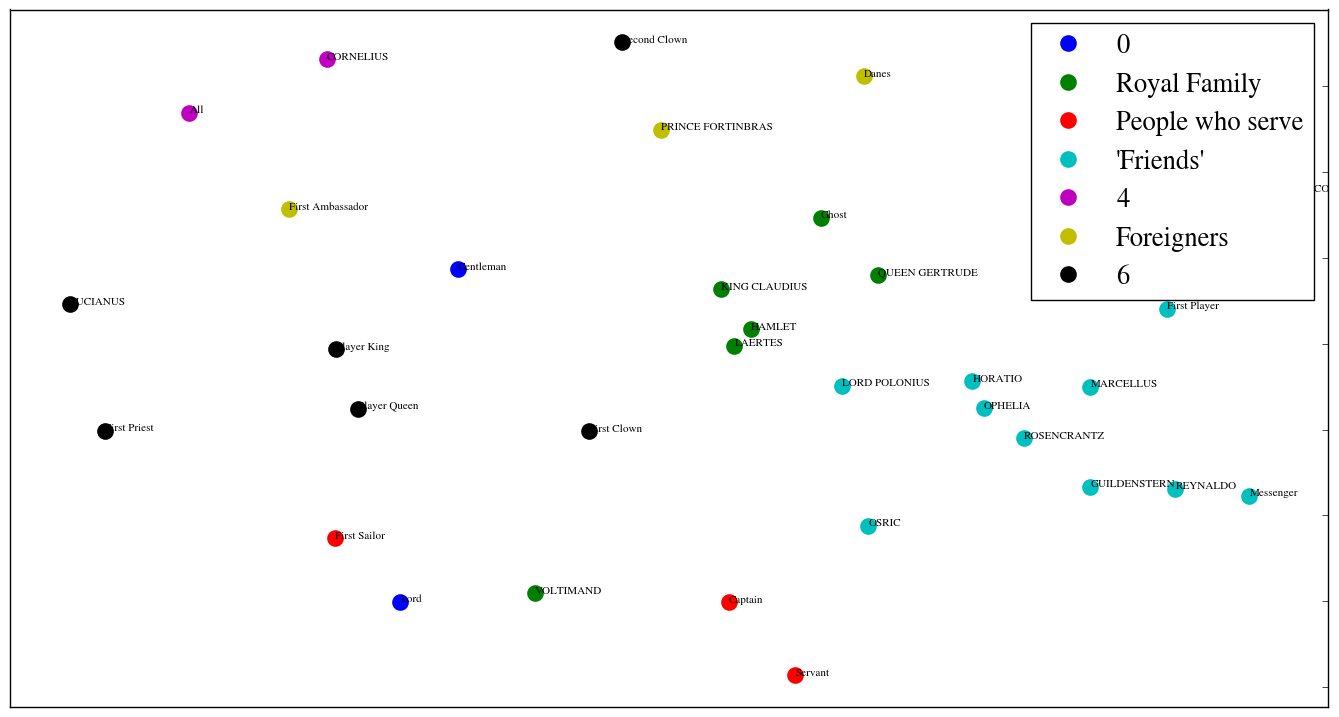 CORNELIUS
Second Clown
Danes
All
PRINCE FORTINBRAS
First Ambassador
Ghost
Gentleman
QUEEN GERTRUDE
KING CLAUDIUS
LUCIANUS
First Player
HAMLET
LAERTES
Player King
LORD POLONIUS
HORATIO
MARCELLUS
Player Queen
OPHELIA
First Priest
First Clown
ROSENCRANTZ
GUILDENSTERN
REYNALDO
Messenger
OSRIC
First Sailor
VOLTIMAND
Lord
Captain
Servant
0
Royal Family
People who serve
'Friends'
4
Foreigners
6
CO